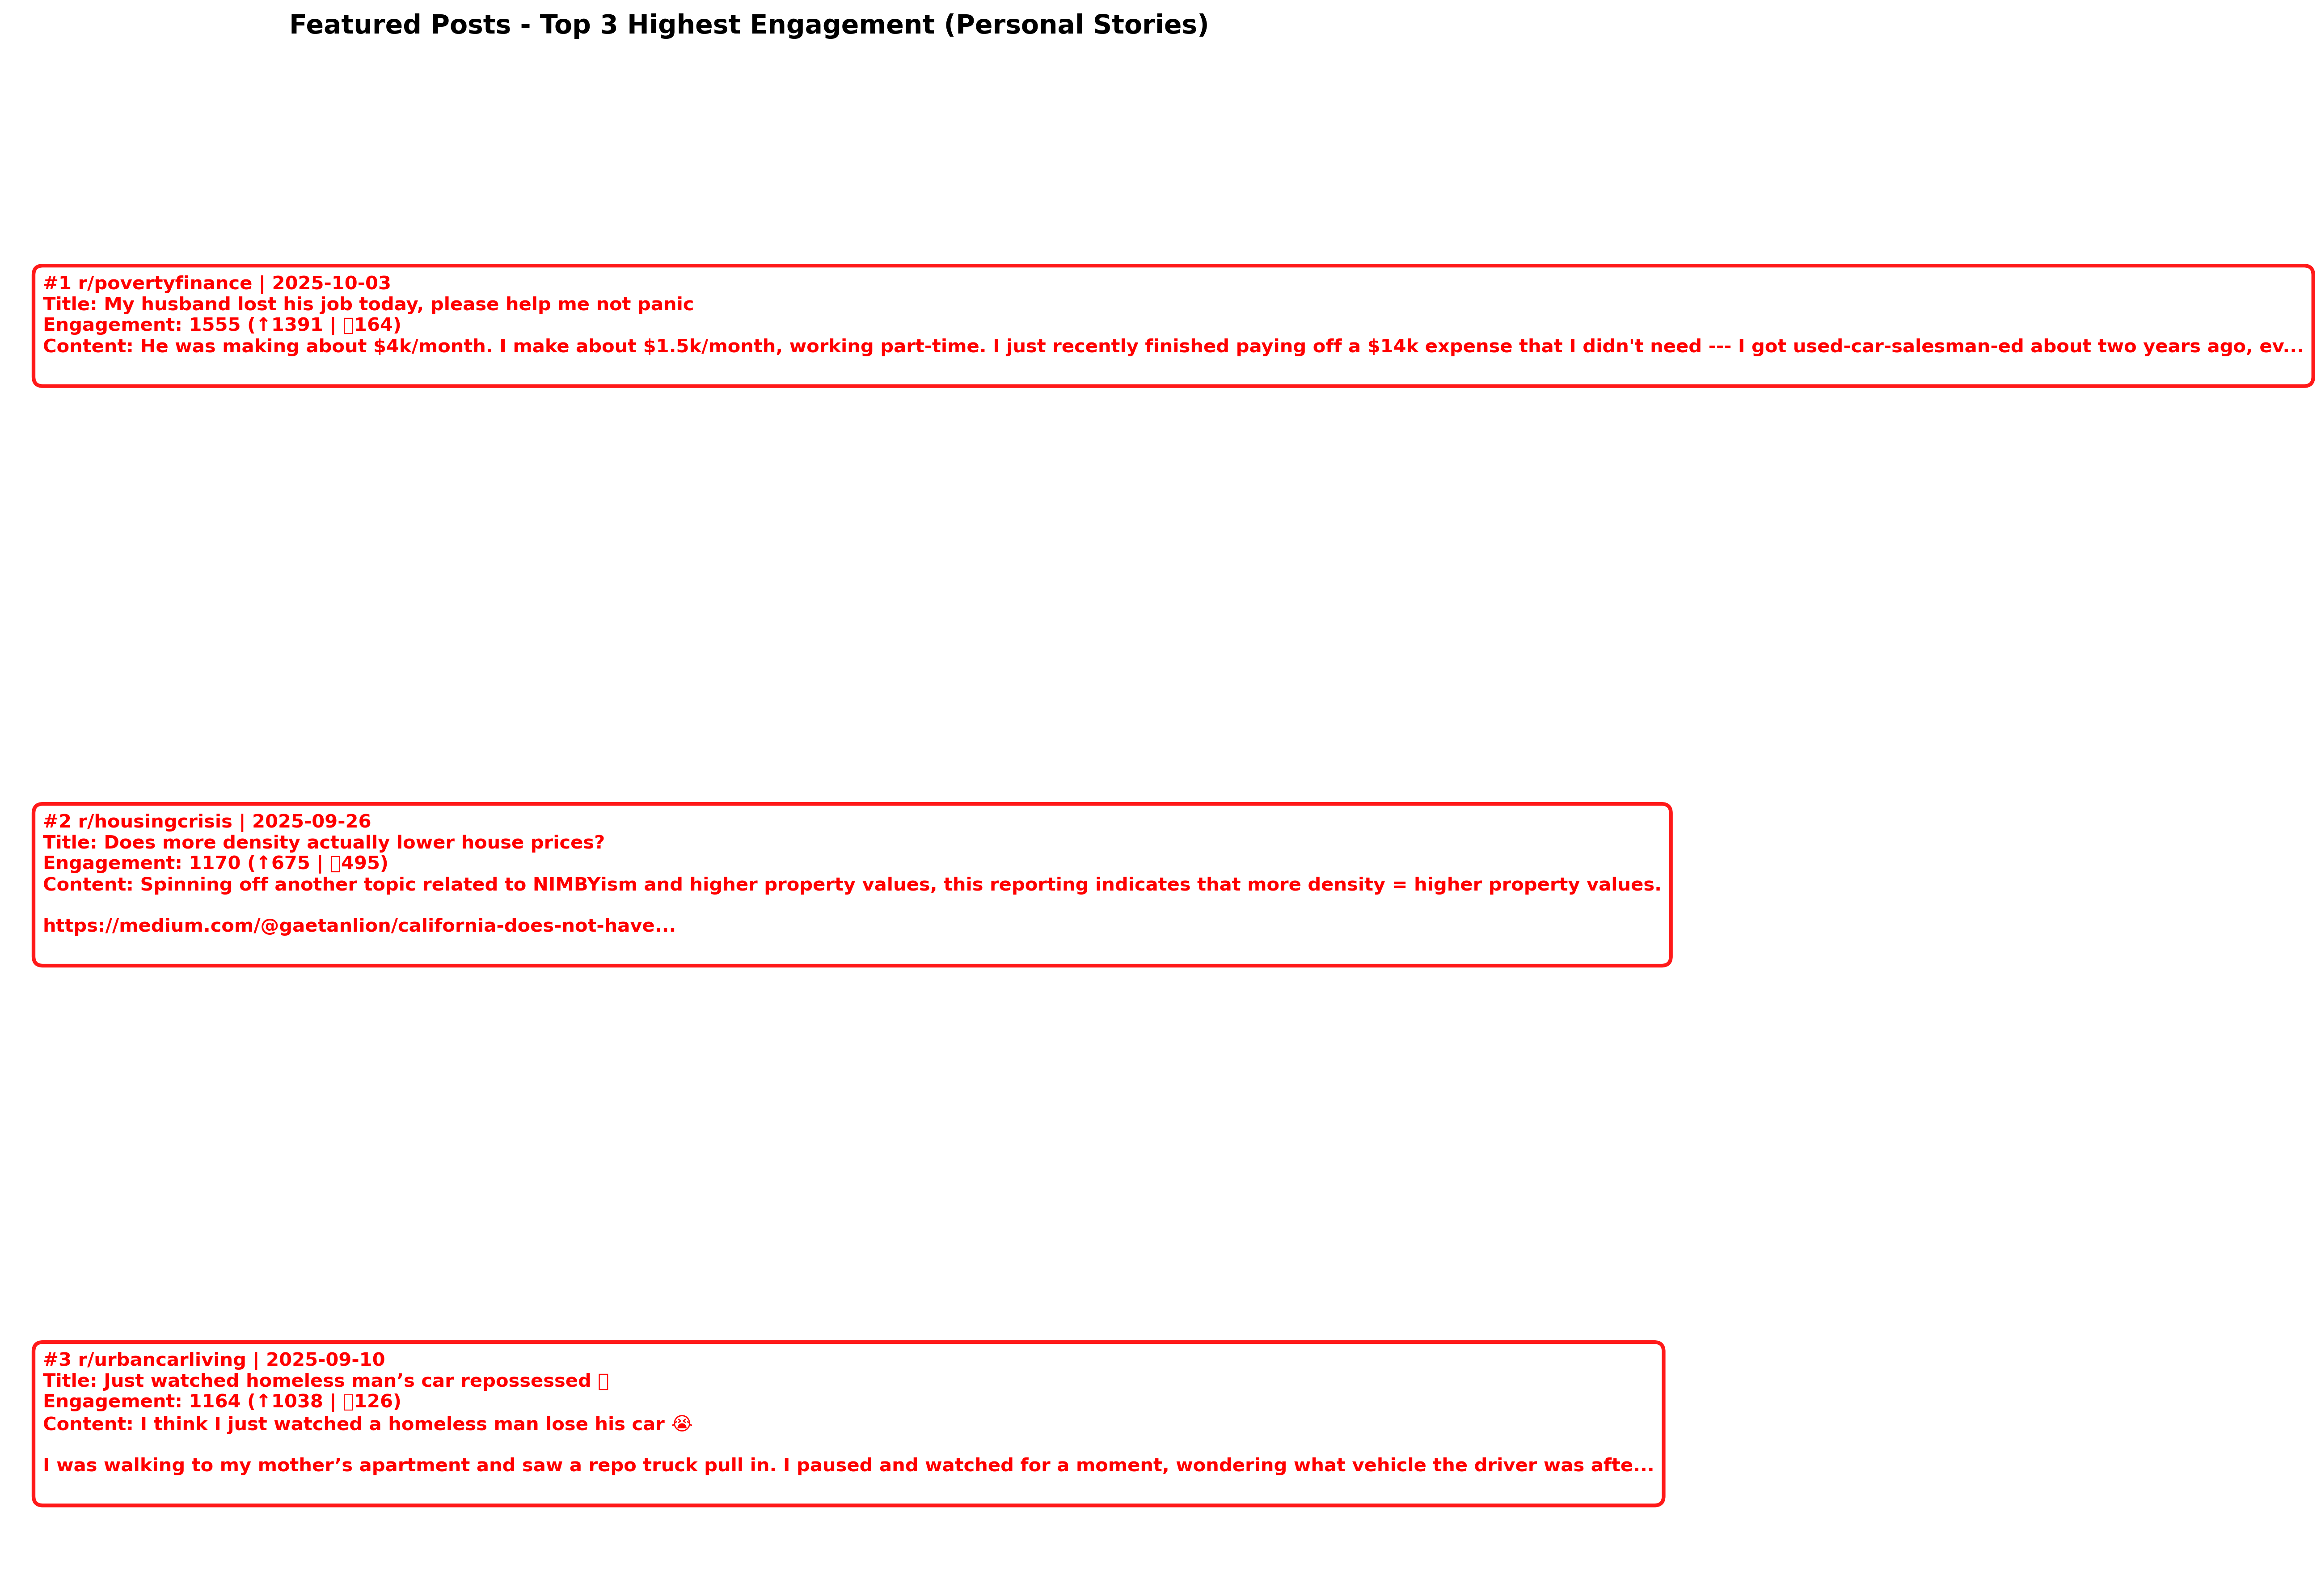 Featured Posts - Top 3 Highest Engagement (Personal Stories)
#1 r/povertyfinance | 2025-10-03
Title: My husband lost his job today, please help me not panic
Engagement: 1555 (↑1391 | ▯164)
Content: He was making about $4k/month. I make about $1.5k/month, working part-time. I just recently finished paying off a $14k expense that I didn't need --- I got used-car-salesman-ed about two years ago, ev...
#2 r/housingcrisis | 2025-09-26
Title: Does more density actually lower house prices?
Engagement: 1170 (↑675 | ▯495)
Content: Spinning off another topic related to NIMBYism and higher property values, this reporting indicates that more density = higher property values.
https://medium.com/@gaetanlion/california-does-not-have...
#3 r/urbancarliving | 2025-09-10
Title: Just watched homeless man’s car repossessed ▯
Engagement: 1164 (↑1038 | ▯126)
Content: I think I just watched a homeless man lose his car 😭
I was walking to my mother’s apartment and saw a repo truck pull in. I paused and watched for a moment, wondering what vehicle the driver was afte...